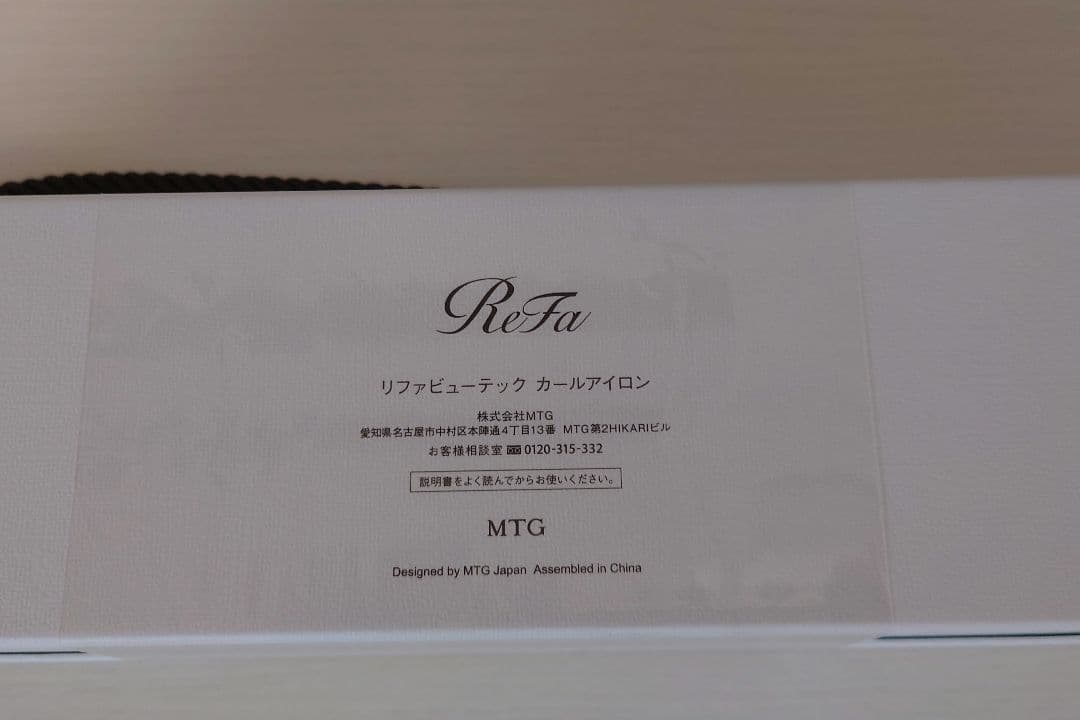 ReFa
リファビューテック カールアイロン
株式会社MTG
愛知県名古屋市中村区本陣通4丁目13番 MTG第2HIKARIビル
お客様相談室 0120-315-332
説明書をよく読んでからお使いください。
MTG
Designed by MTG Japan Assembled in China